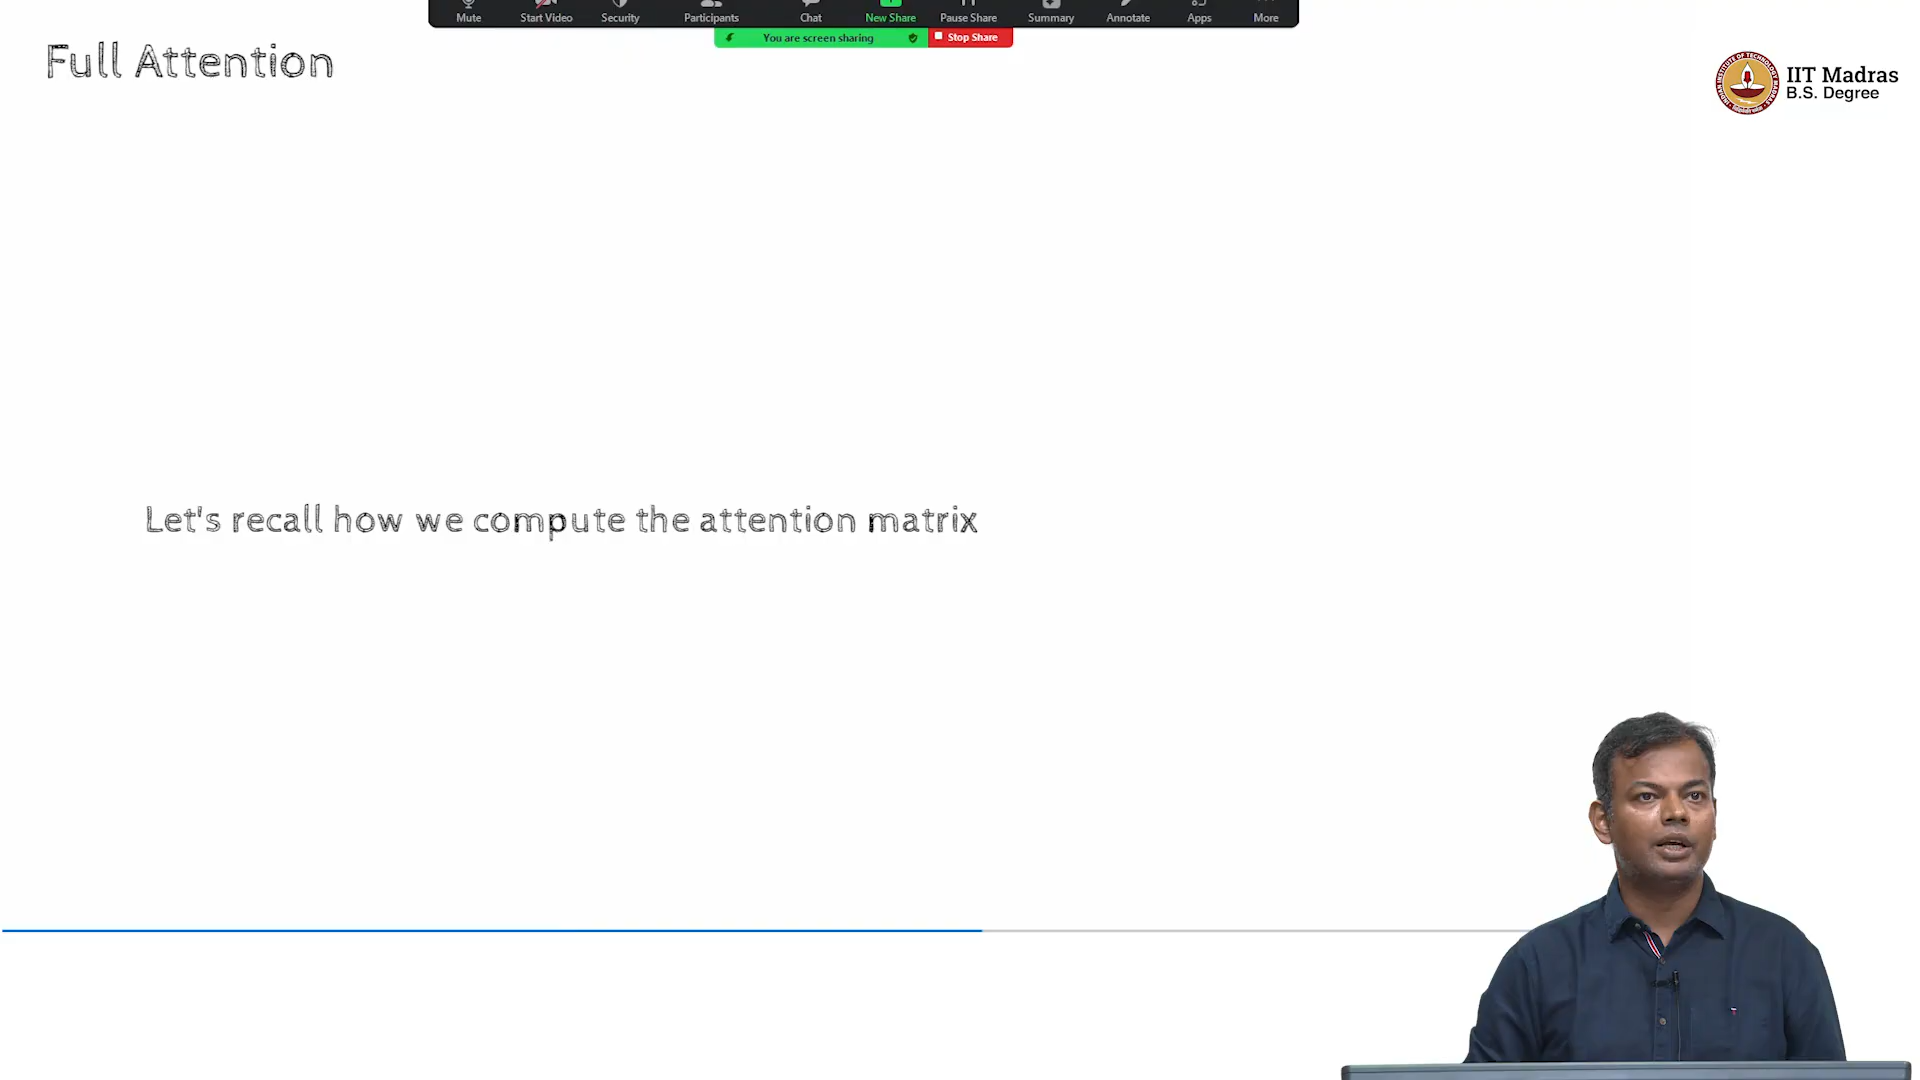 Mute Start Video Security Participants Chat New Share Pause Share Summary Annotate Apps More
You are screen sharing Stop Share
Full Attention
IIT Madras
B.S. Degree
Let's recall how we compute the attention matrix